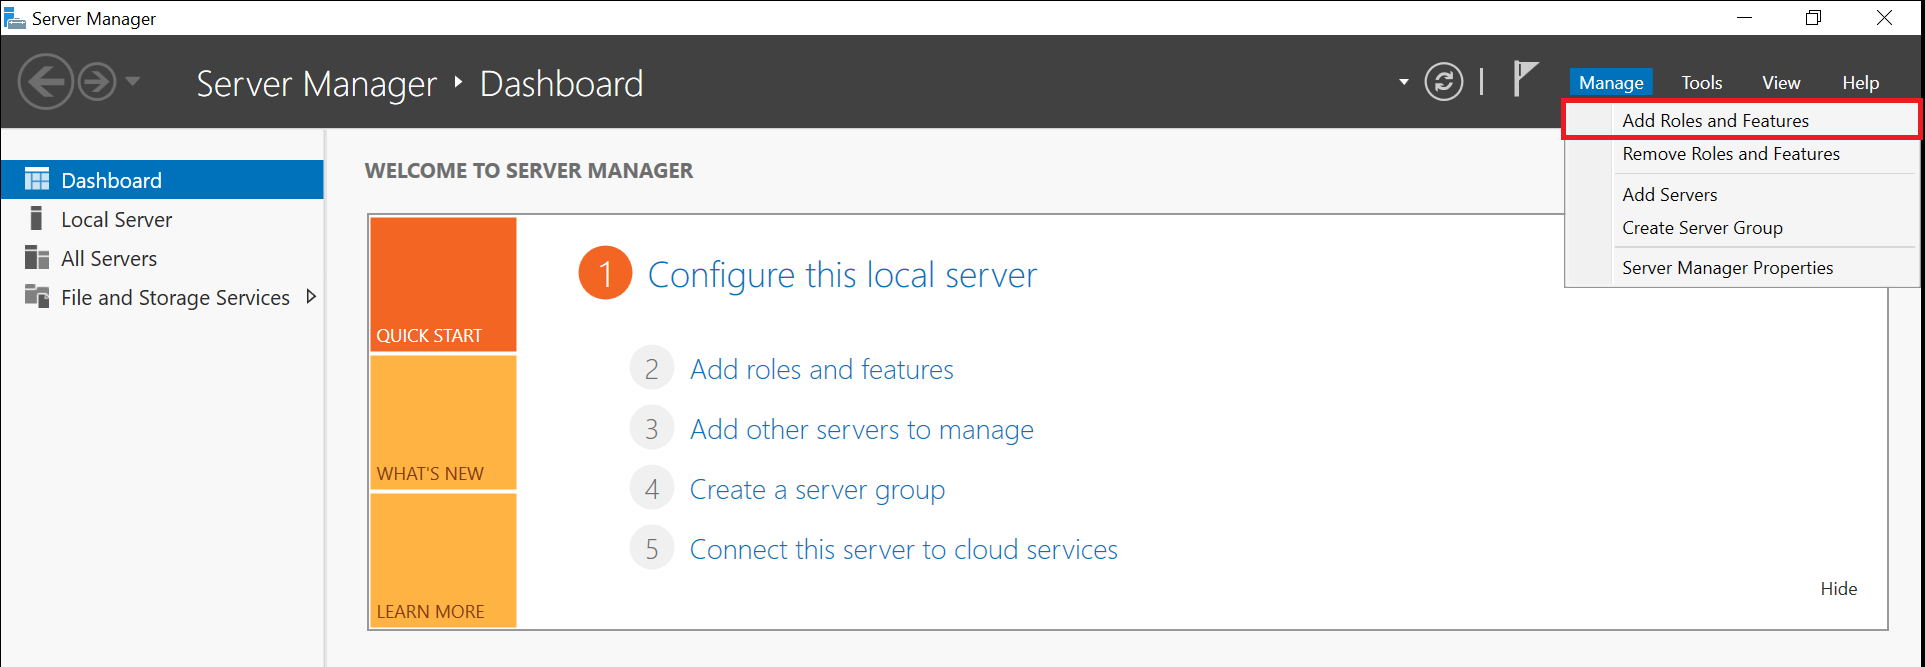 Server Manager
Server Manager ‣ Dashboard
Manage Tools View Help
Add Roles and Features
Remove Roles and Features
Add Servers
Create Server Group
Server Manager Properties
Dashboard
Local Server
All Servers
File and Storage Services
WELCOME TO SERVER MANAGER
QUICK START
WHAT'S NEW
LEARN MORE
1 Configure this local server
2 Add roles and features
3 Add other servers to manage
4 Create a server group
5 Connect this server to cloud services
Hide